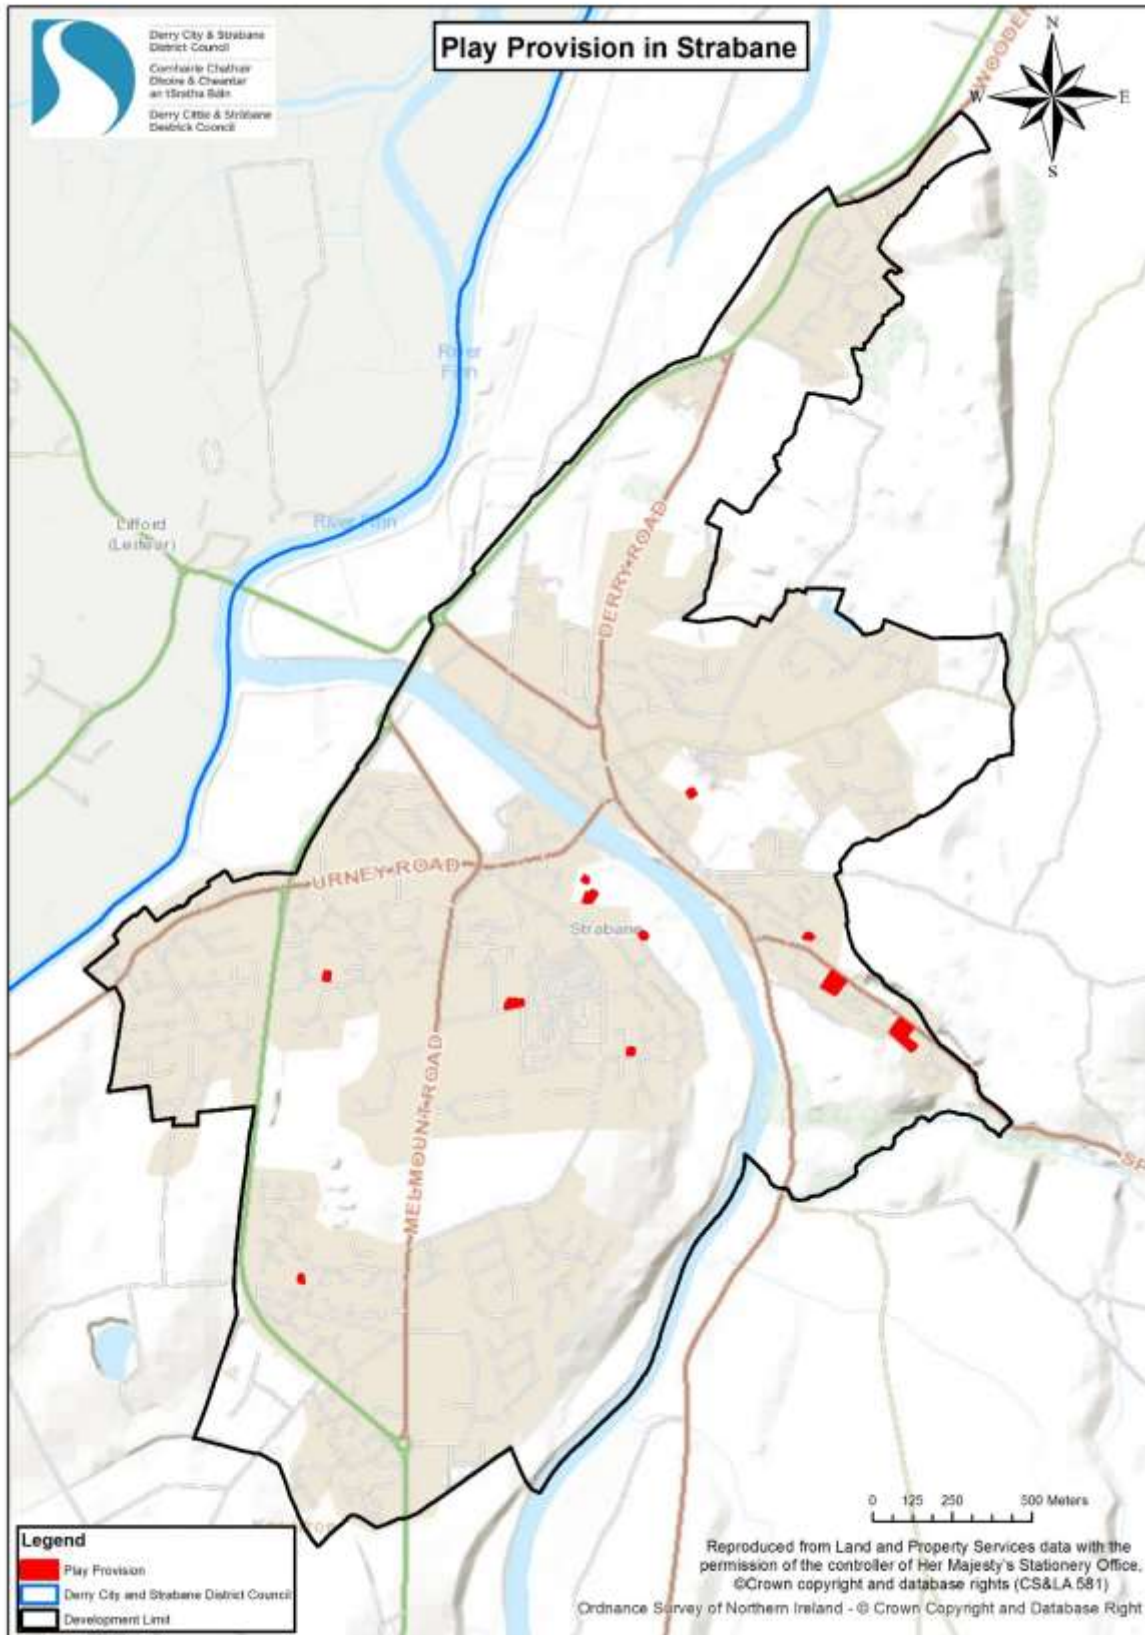 Derry City & Strabane
District Council
Comhairle Chathair
Dhoire & Cheantar
an tSratha Báin
Derry Cittie & Stràbane
Destrick Cooncil
Play Provision in Strabane
N
W
E
S
WOODEN
River
Finn
River Finn
Lifford
(Leifear)
DERRY ROAD
URNEY ROAD
Strabane
MELMOUNT ROAD
SP
0 125 250 500 Meters
Legend
Play Provision
Derry City and Strabane District Council
Development Limit
Reproduced from Land and Property Services data with the
permission of the controller of Her Majesty's Stationery Office,
©Crown copyright and database rights (CS&LA 581)
Ordnance Survey of Northern Ireland - © Crown Copyright and Database Right